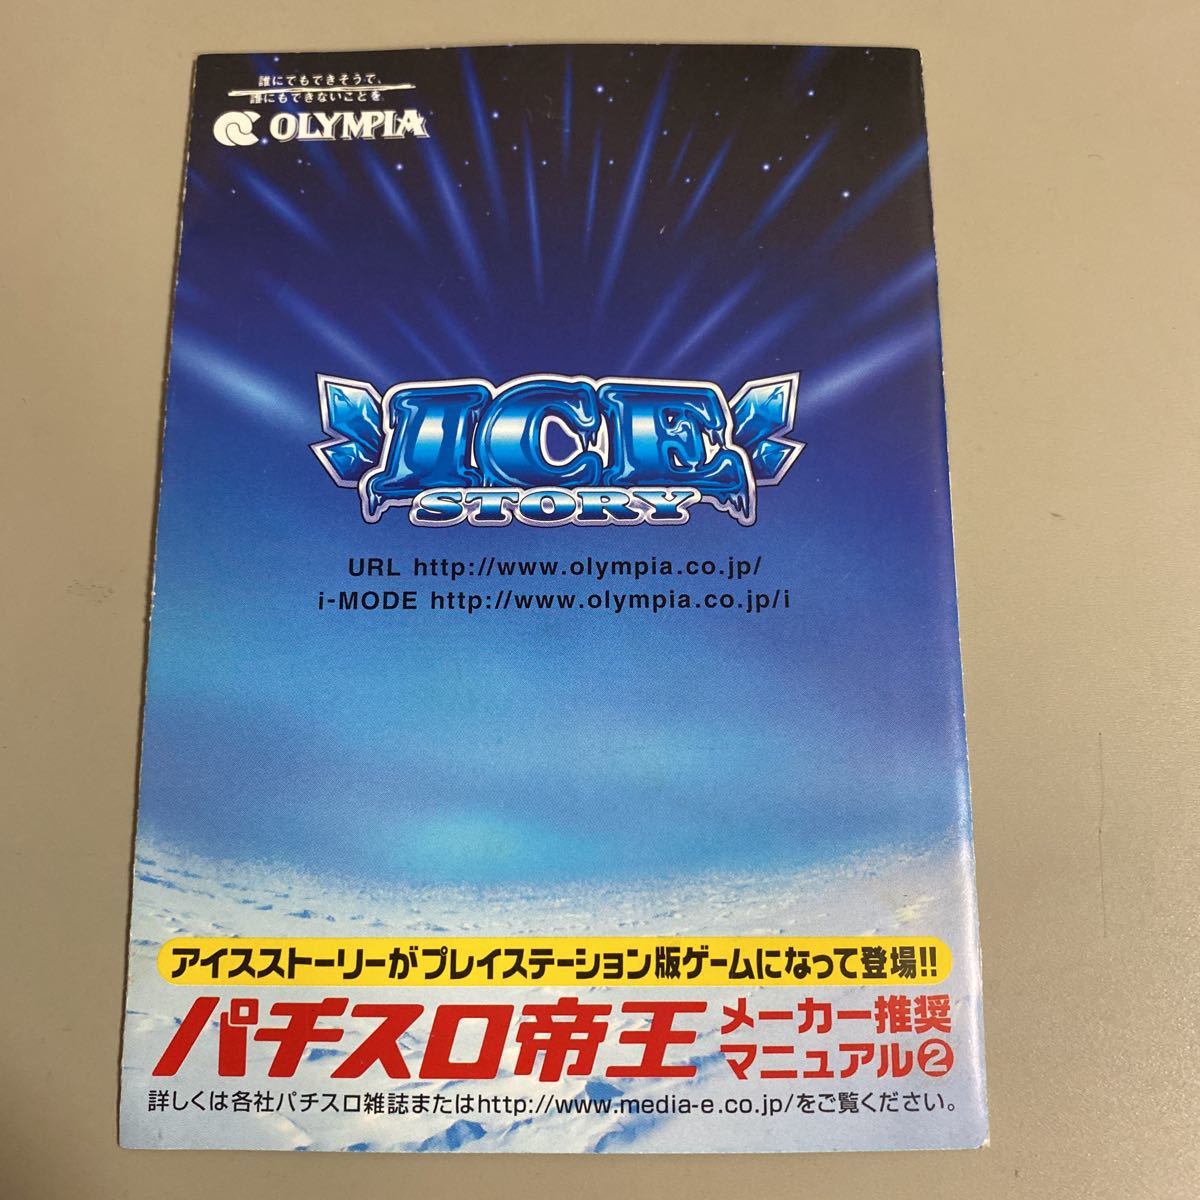 誰にでもできそうで、
誰にもできないことを
OLYMPIA
ICE
STORY
URL http://www.olympia.co.jp/
i-MODE http://www.olympia.co.jp/i
アイスストーリーがプレイステーション版ゲームになって登場!!
パチスロ帝王
メーカー推奨
マニュアル❷
詳しくは各社パチスロ雑誌またはhttp://www.media-e.co.jp/をご覧ください。